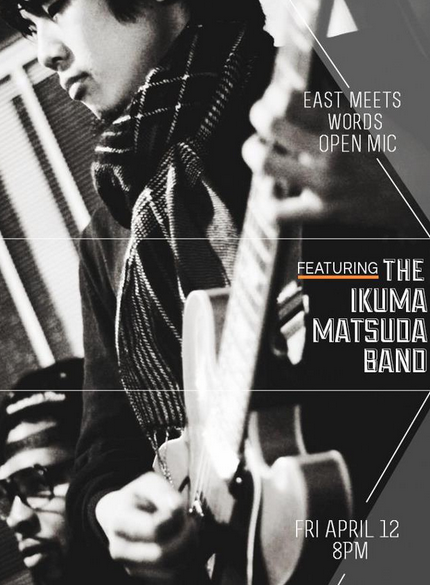 EAST MEETS
WORDS
OPEN MIC
FEATURING THE
IKUMA
MATSUDA
BAND
FRI APRIL 12
8PM